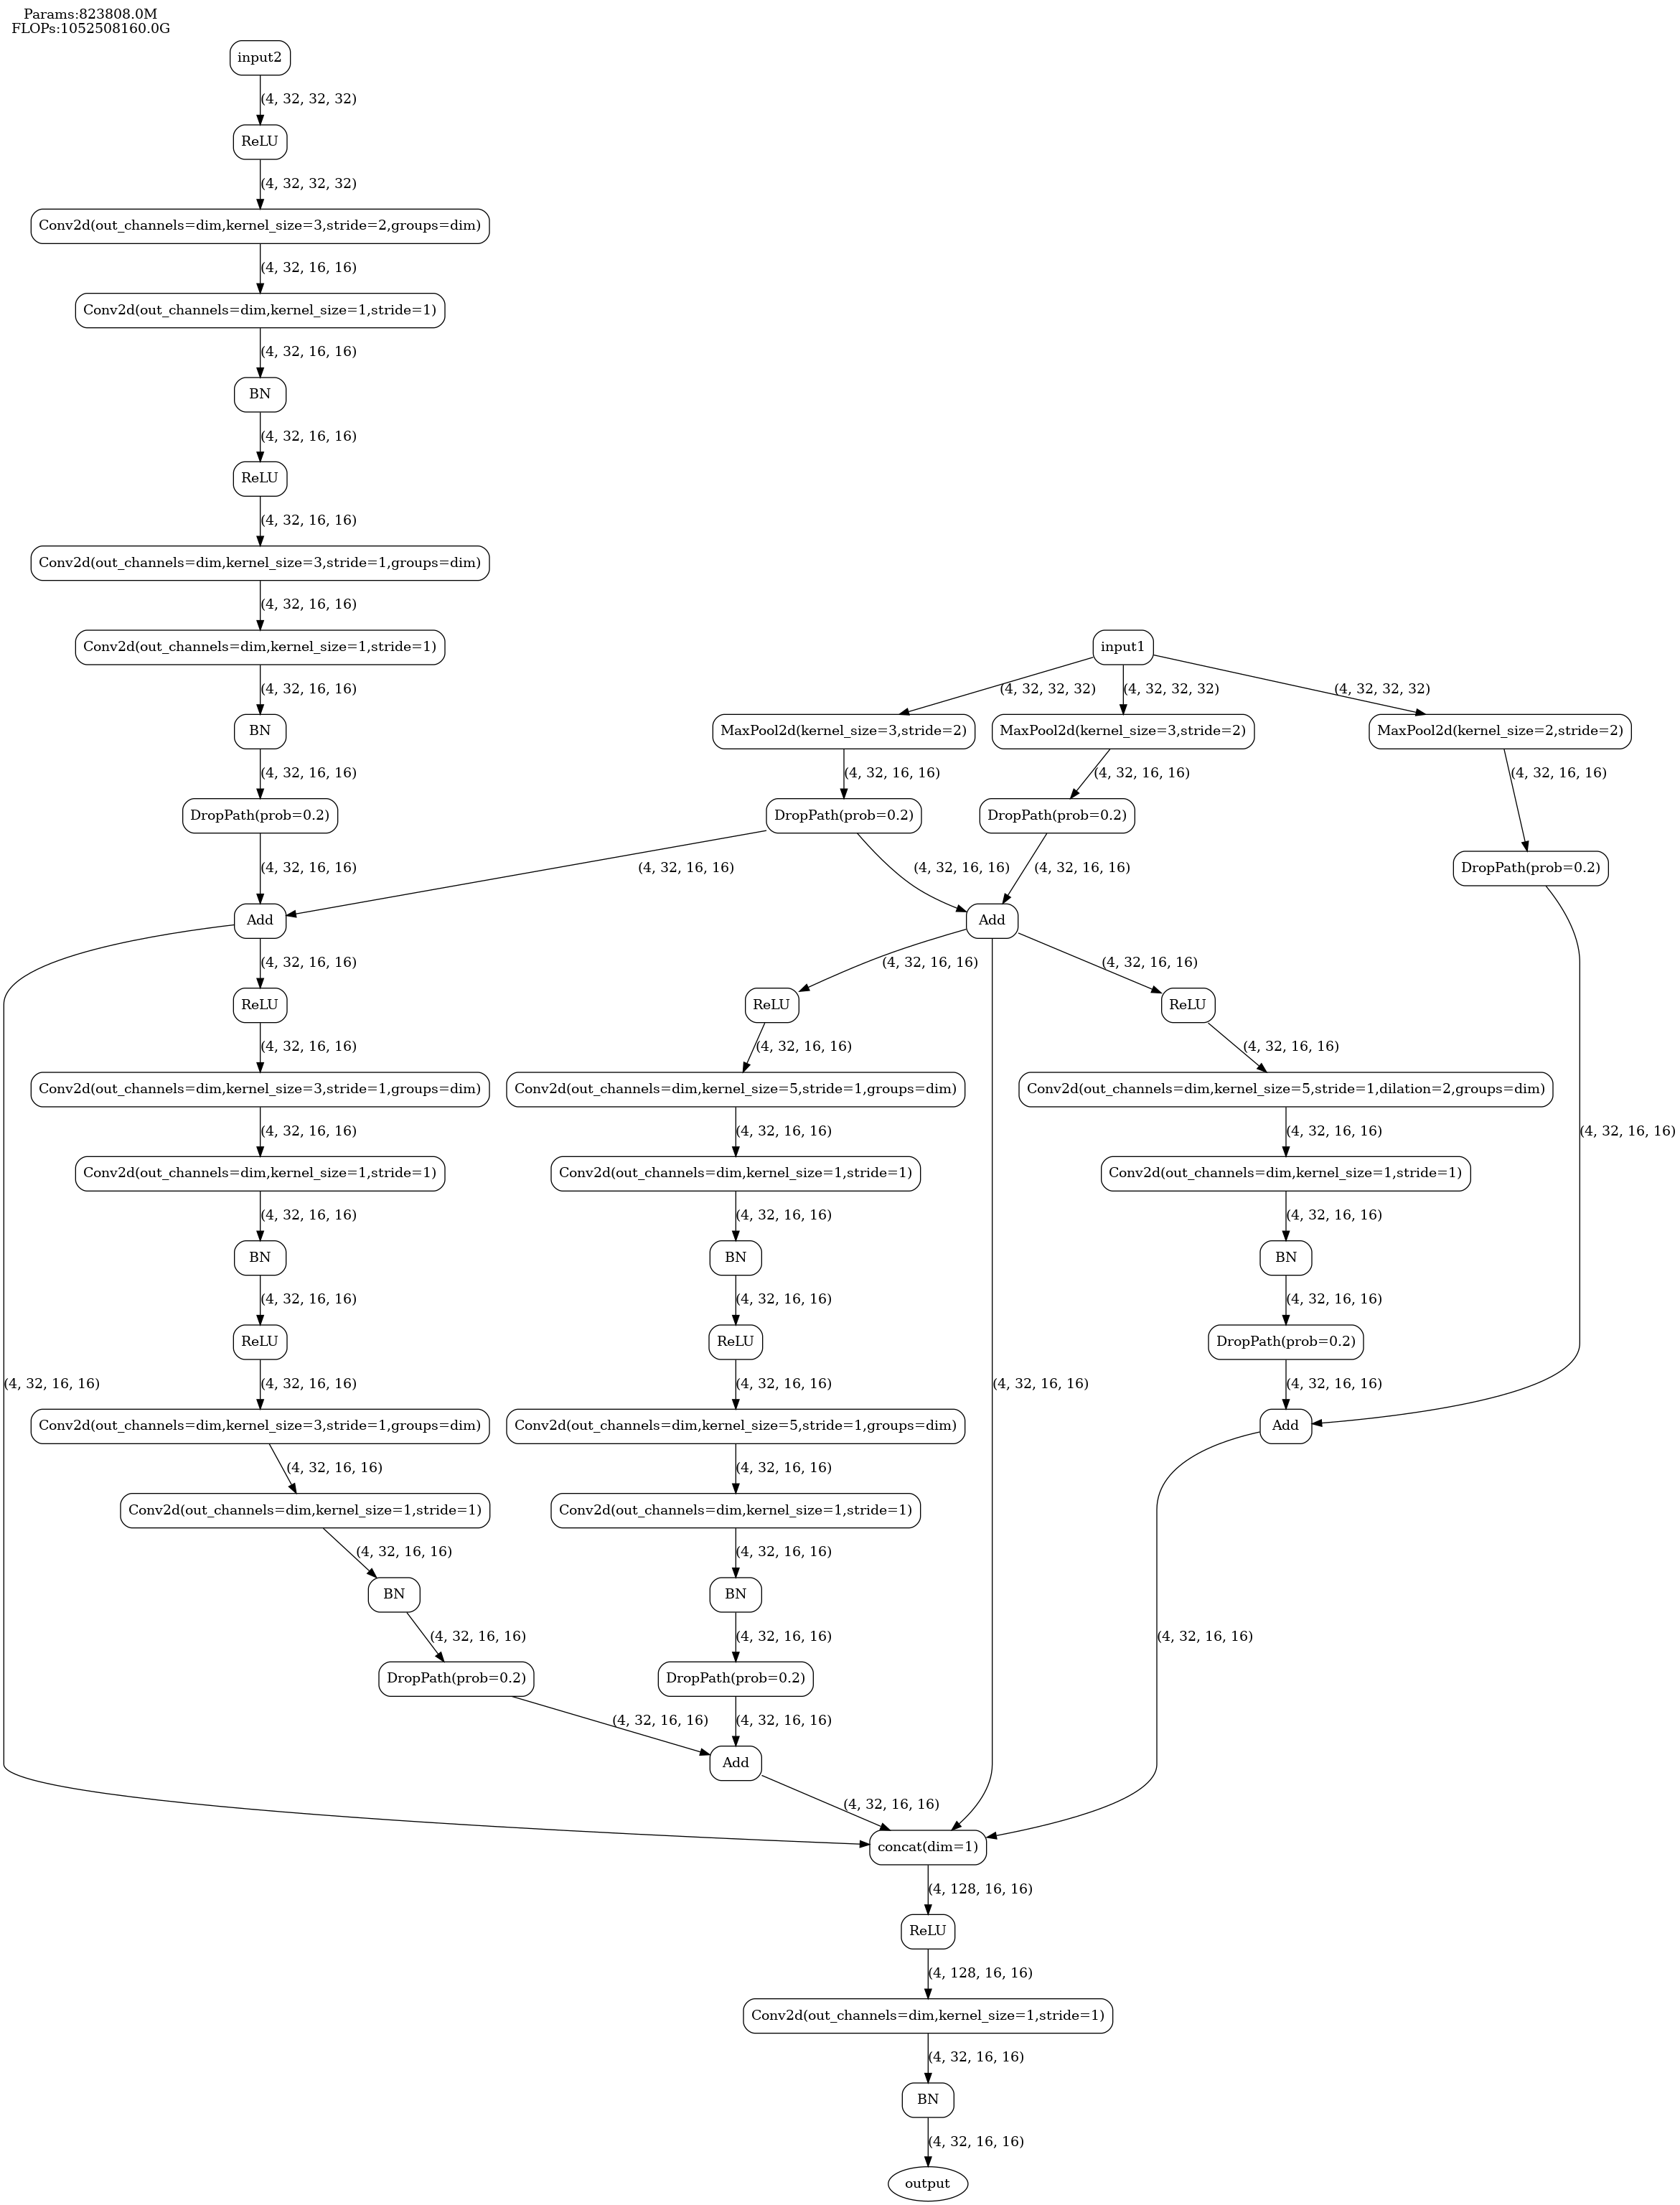 Params:823808.0M
FLOPs:1052508160.0G
input2
(4, 32, 32, 32)
ReLU
(4, 32, 32, 32)
Conv2d(out_channels=dim,kernel_size=3,stride=2,groups=dim)
(4, 32, 16, 16)
Conv2d(out_channels=dim,kernel_size=1,stride=1)
(4, 32, 16, 16)
BN
(4, 32, 16, 16)
ReLU
(4, 32, 16, 16)
Conv2d(out_channels=dim,kernel_size=3,stride=1,groups=dim)
(4, 32, 16, 16)
Conv2d(out_channels=dim,kernel_size=1,stride=1)
input1
(4, 32, 16, 16)
(4, 32, 32, 32)
(4, 32, 32, 32)
(4, 32, 32, 32)
BN
MaxPool2d(kernel_size=3,stride=2)
MaxPool2d(kernel_size=3,stride=2)
MaxPool2d(kernel_size=2,stride=2)
(4, 32, 16, 16)
(4, 32, 16, 16)
(4, 32, 16, 16)
(4, 32, 16, 16)
DropPath(prob=0.2)
DropPath(prob=0.2)
DropPath(prob=0.2)
(4, 32, 16, 16)
(4, 32, 16, 16)
(4, 32, 16, 16)
(4, 32, 16, 16)
DropPath(prob=0.2)
Add
Add
(4, 32, 16, 16)
(4, 32, 16, 16)
(4, 32, 16, 16)
ReLU
ReLU
ReLU
(4, 32, 16, 16)
(4, 32, 16, 16)
(4, 32, 16, 16)
Conv2d(out_channels=dim,kernel_size=3,stride=1,groups=dim)
Conv2d(out_channels=dim,kernel_size=5,stride=1,groups=dim)
Conv2d(out_channels=dim,kernel_size=5,stride=1,dilation=2,groups=dim)
(4, 32, 16, 16)
(4, 32, 16, 16)
(4, 32, 16, 16)
(4, 32, 16, 16)
Conv2d(out_channels=dim,kernel_size=1,stride=1)
Conv2d(out_channels=dim,kernel_size=1,stride=1)
Conv2d(out_channels=dim,kernel_size=1,stride=1)
(4, 32, 16, 16)
(4, 32, 16, 16)
(4, 32, 16, 16)
BN
BN
BN
(4, 32, 16, 16)
(4, 32, 16, 16)
(4, 32, 16, 16)
ReLU
ReLU
DropPath(prob=0.2)
(4, 32, 16, 16)
(4, 32, 16, 16)
(4, 32, 16, 16)
(4, 32, 16, 16)
(4, 32, 16, 16)
Conv2d(out_channels=dim,kernel_size=3,stride=1,groups=dim)
Conv2d(out_channels=dim,kernel_size=5,stride=1,groups=dim)
Add
(4, 32, 16, 16)
(4, 32, 16, 16)
Conv2d(out_channels=dim,kernel_size=1,stride=1)
Conv2d(out_channels=dim,kernel_size=1,stride=1)
(4, 32, 16, 16)
(4, 32, 16, 16)
BN
BN
(4, 32, 16, 16)
(4, 32, 16, 16)
(4, 32, 16, 16)
DropPath(prob=0.2)
DropPath(prob=0.2)
(4, 32, 16, 16)
(4, 32, 16, 16)
Add
(4, 32, 16, 16)
concat(dim=1)
(4, 128, 16, 16)
ReLU
(4, 128, 16, 16)
Conv2d(out_channels=dim,kernel_size=1,stride=1)
(4, 32, 16, 16)
BN
(4, 32, 16, 16)
output